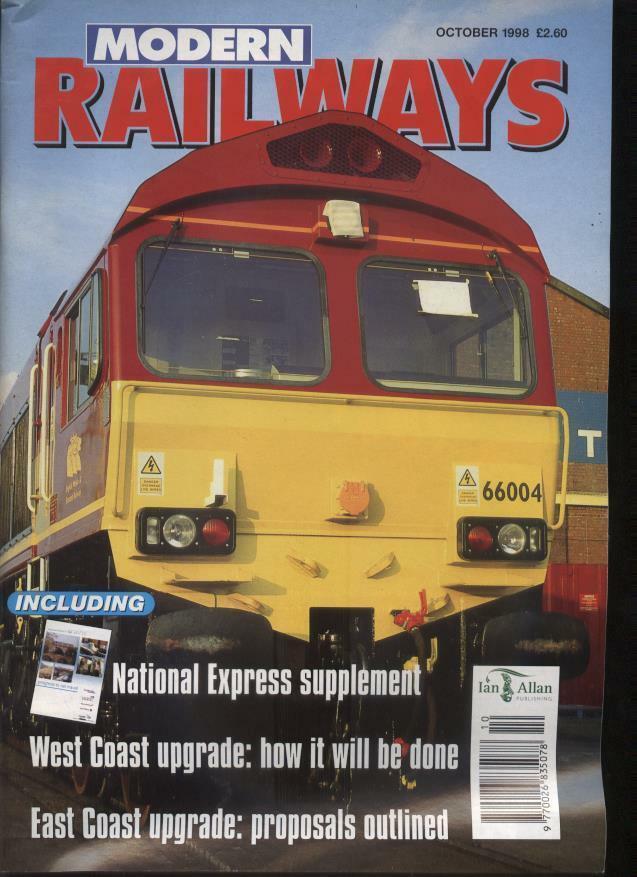 OCTOBER 1998 £2.60
MODERN
RAILWAYS
T
66004
INCLUDING
National Express supplement
West Coast upgrade: how it will be done
East Coast upgrade: proposals outlined
Ian Allan
PUBLISHING
10
9 770026 835078